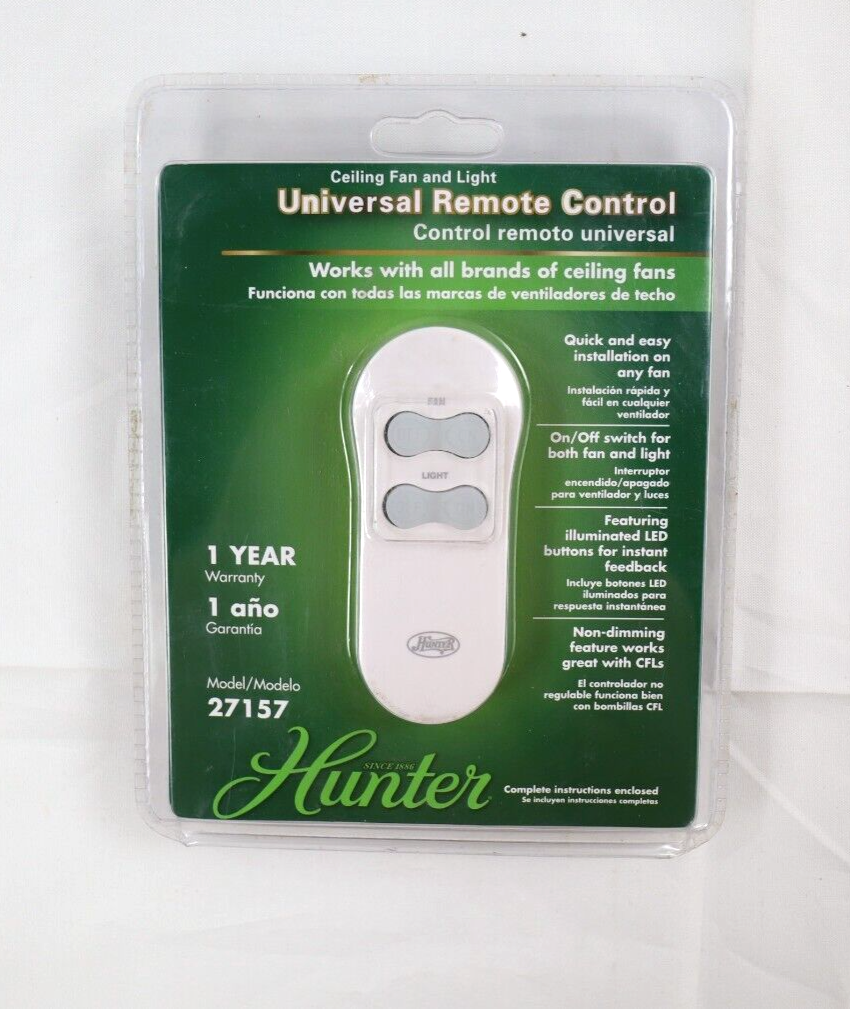 Ceiling Fan and Light
Universal Remote Control
Control remoto universal
Works with all brands of ceiling fans
Funciona con todas las marcas de ventiladores de techo
Quick and easy
installation on
any fan
Instalación rápida y
fácil en cualquier
ventilador
On/Off switch for
both fan and light
Interruptor
encendido/apagado
para ventilador y luces
Featuring
illuminated LED
buttons for instant
feedback
Incluye botones LED
iluminados para
respuesta instantánea
Non-dimming
feature works
great with CFLs
El controlador no
regulable funciona bien
con bombillas CFL
FAN
LIGHT
HUNTER
1 YEAR
Warranty
1 año
Garantía
Model/Modelo
27157
Hunter
SINCE 1886
Complete instructions enclosed
Se incluyen instrucciones completas